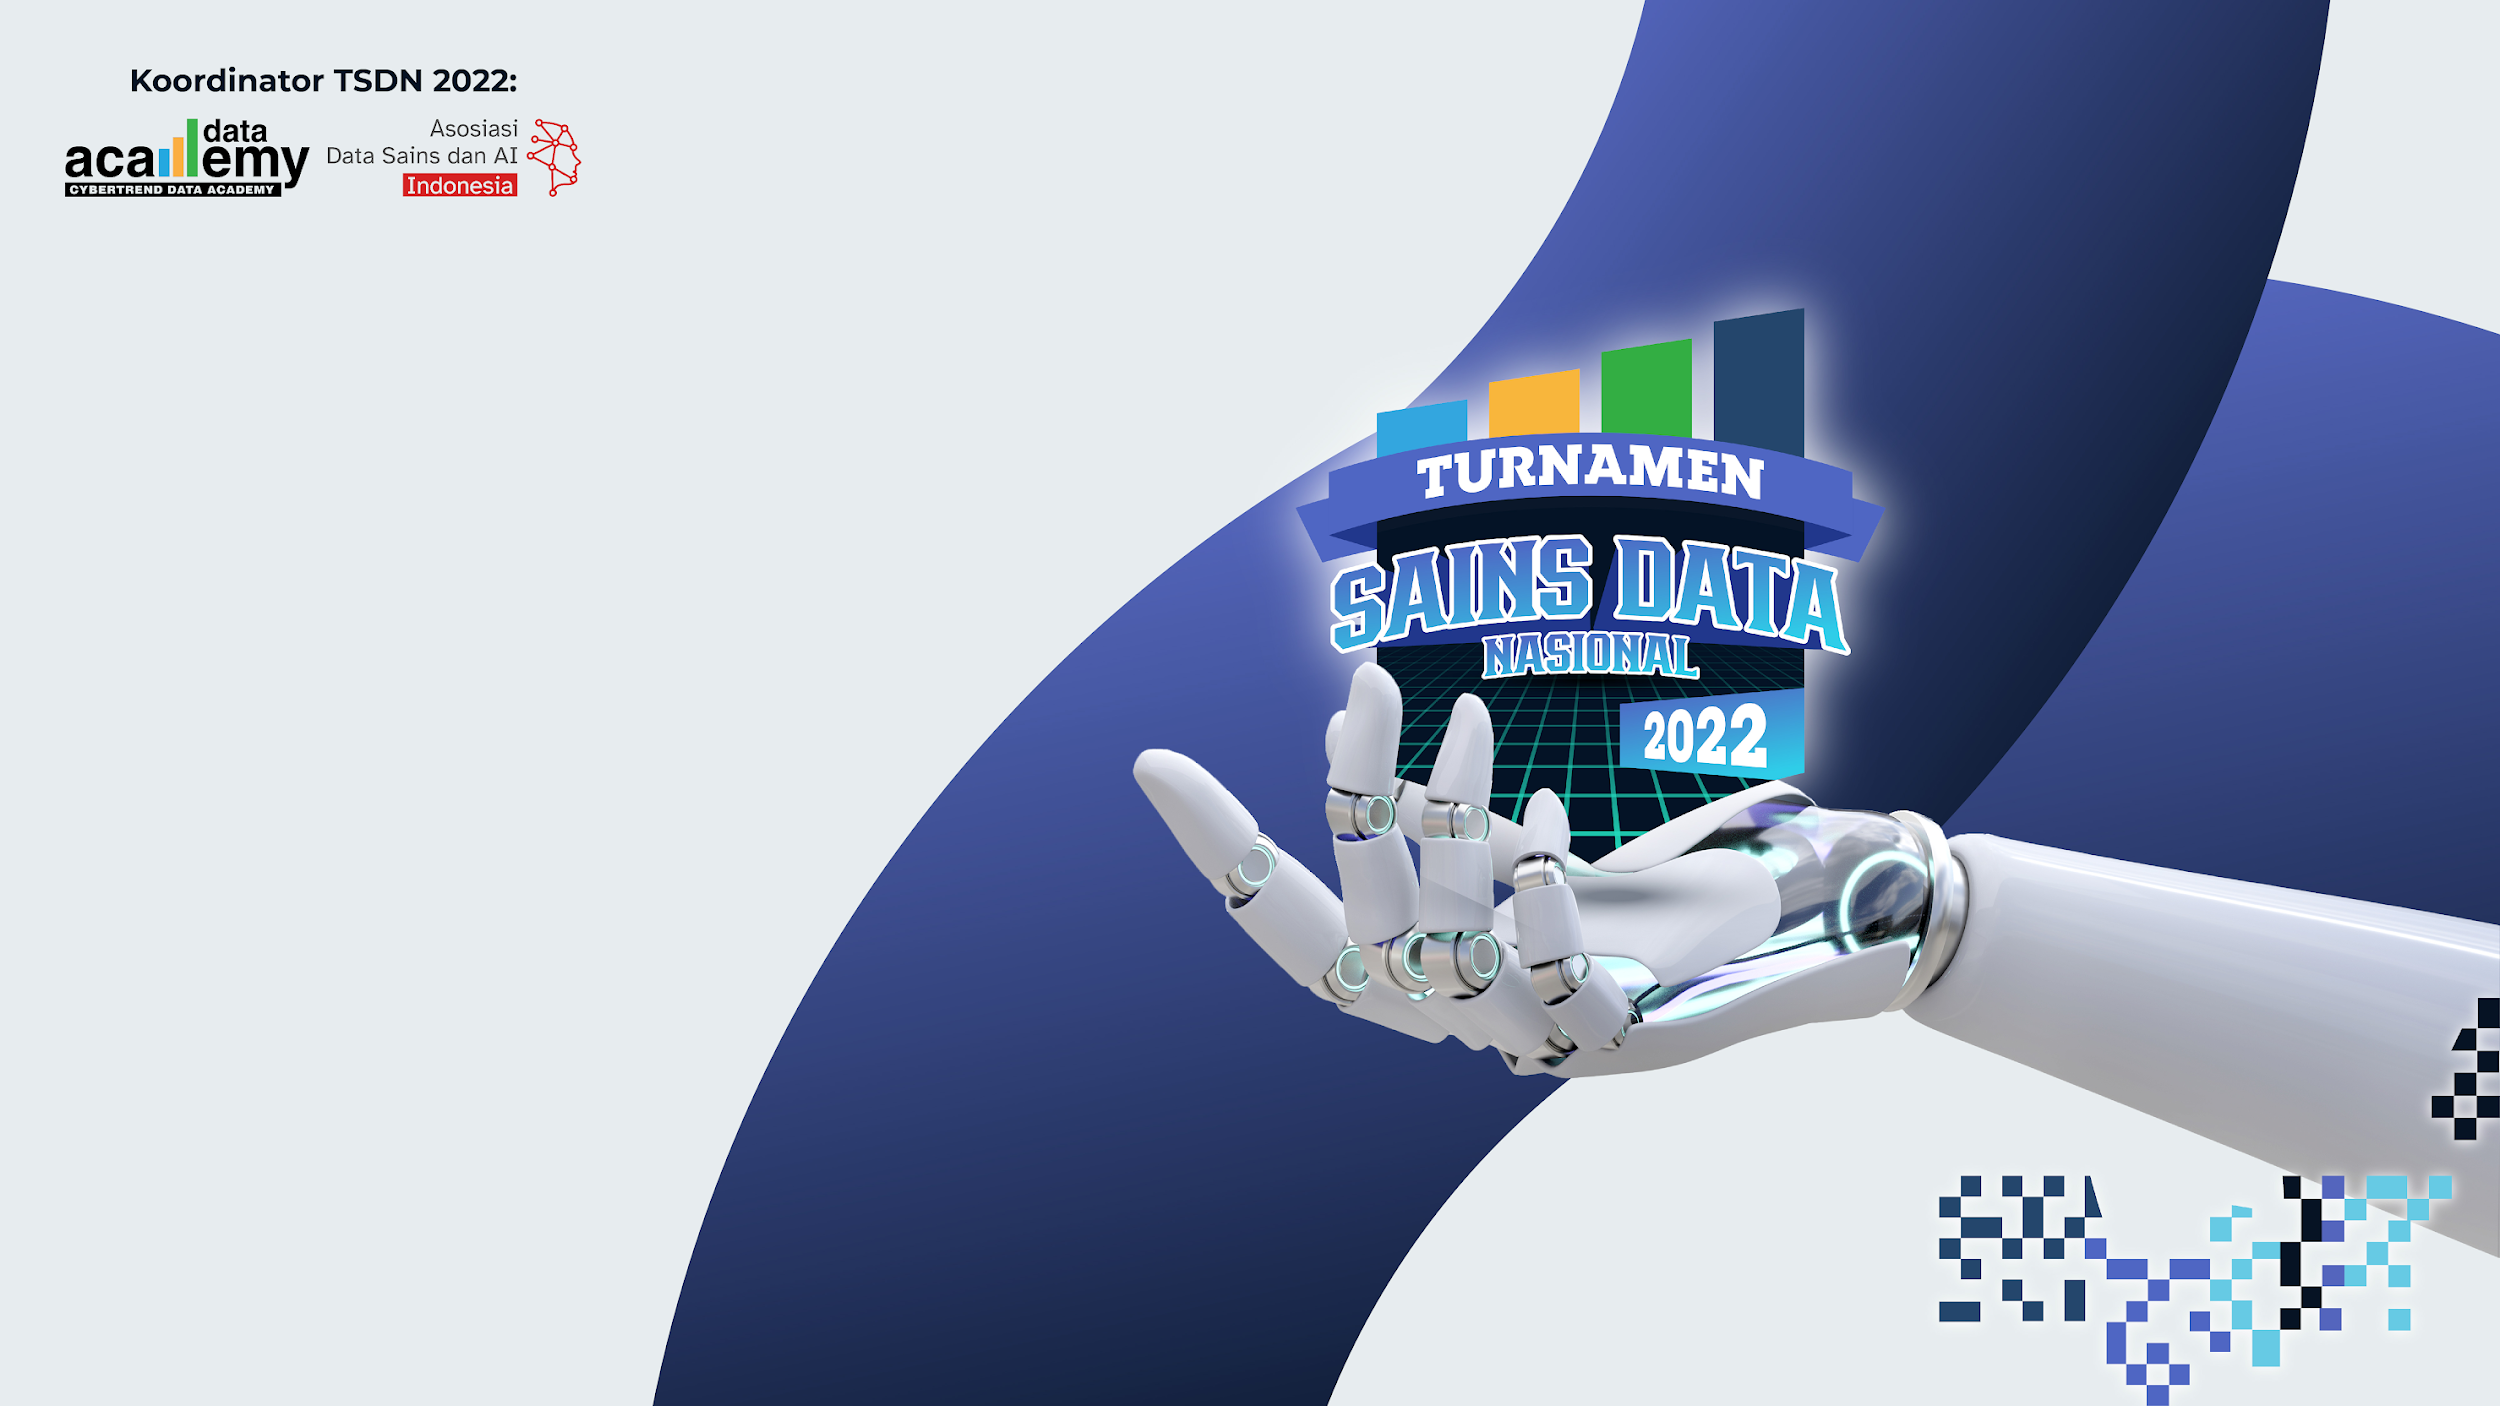 Koordinator TSDN 2022:
data
academy
CYBERTREND DATA ACADEMY
Asosiasi
Data Sains dan AI
Indonesia
TURNAMEN
SAINS DATA
NASIONAL
2022